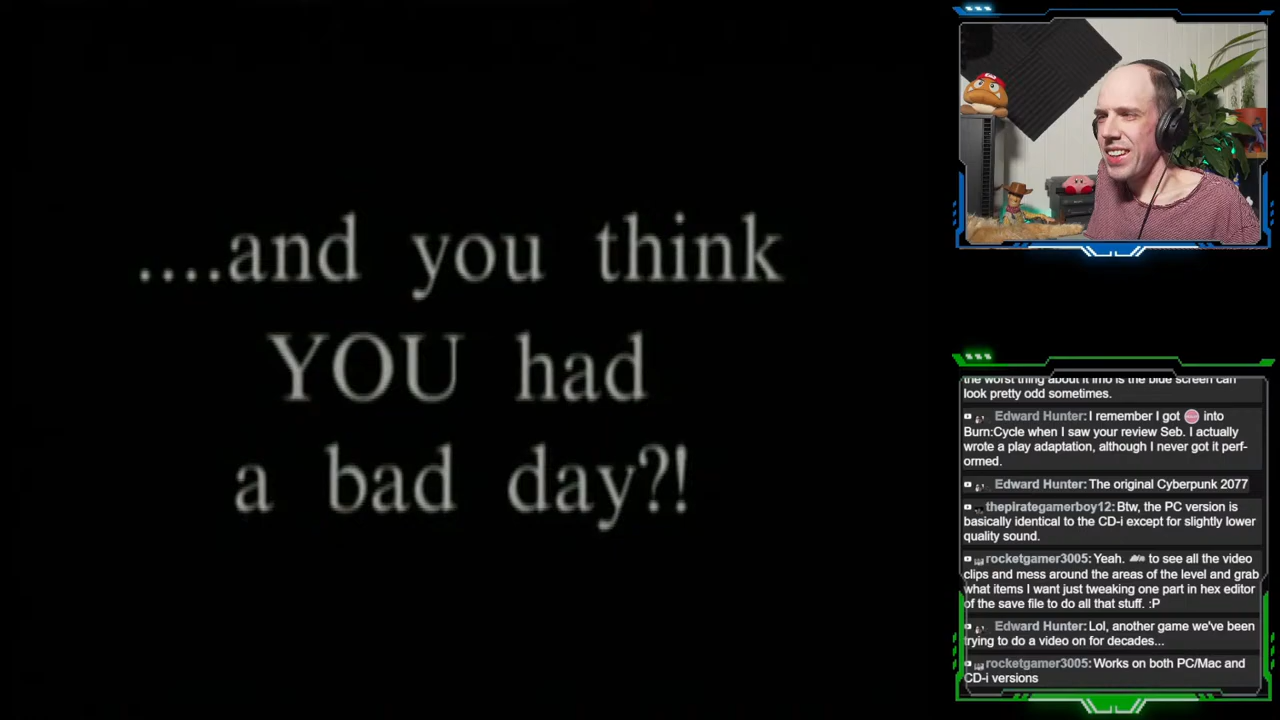 ....and you think
YOU had
a bad day?!
the worst thing about it imo is the blue screen can
look pretty odd sometimes.
Edward Hunter: I remember I got into
Burn:Cycle when I saw your review Seb. I actually
wrote a play adaptation, although I never got it perf-
ormed.
Edward Hunter: The original Cyberpunk 2077
thepirategamerboy12: Btw, the PC version is
basically identical to the CD-i except for slightly lower
quality sound.
rocketgamer3005: Yeah. to see all the video
clips and mess around the areas of the level and grab
what items I want just tweaking one part in hex editor
of the save file to do all that stuff. :P
Edward Hunter: Lol, another game we've been
trying to do a video on for decades...
rocketgamer3005: Works on both PC/Mac and
CD-i versions